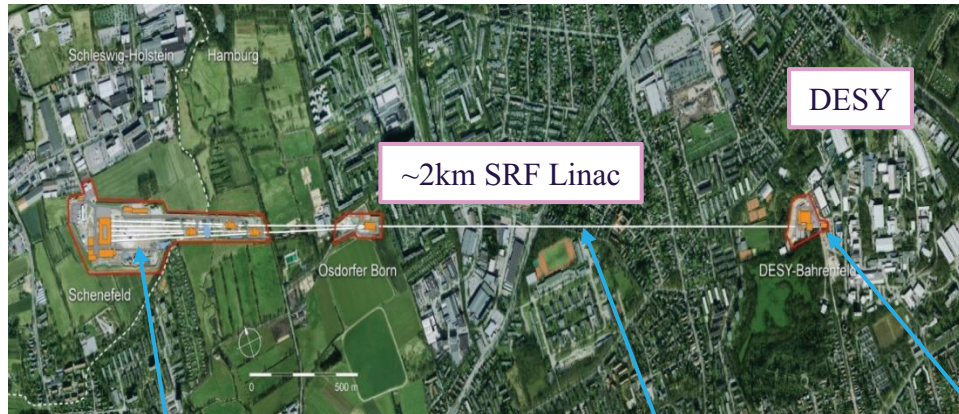 Schleswig-Holstein
Hamburg
DESY
~2km SRF Linac
Osdorfer Born
DESY-Bahrenfeld
Schenefeld
0 500 m